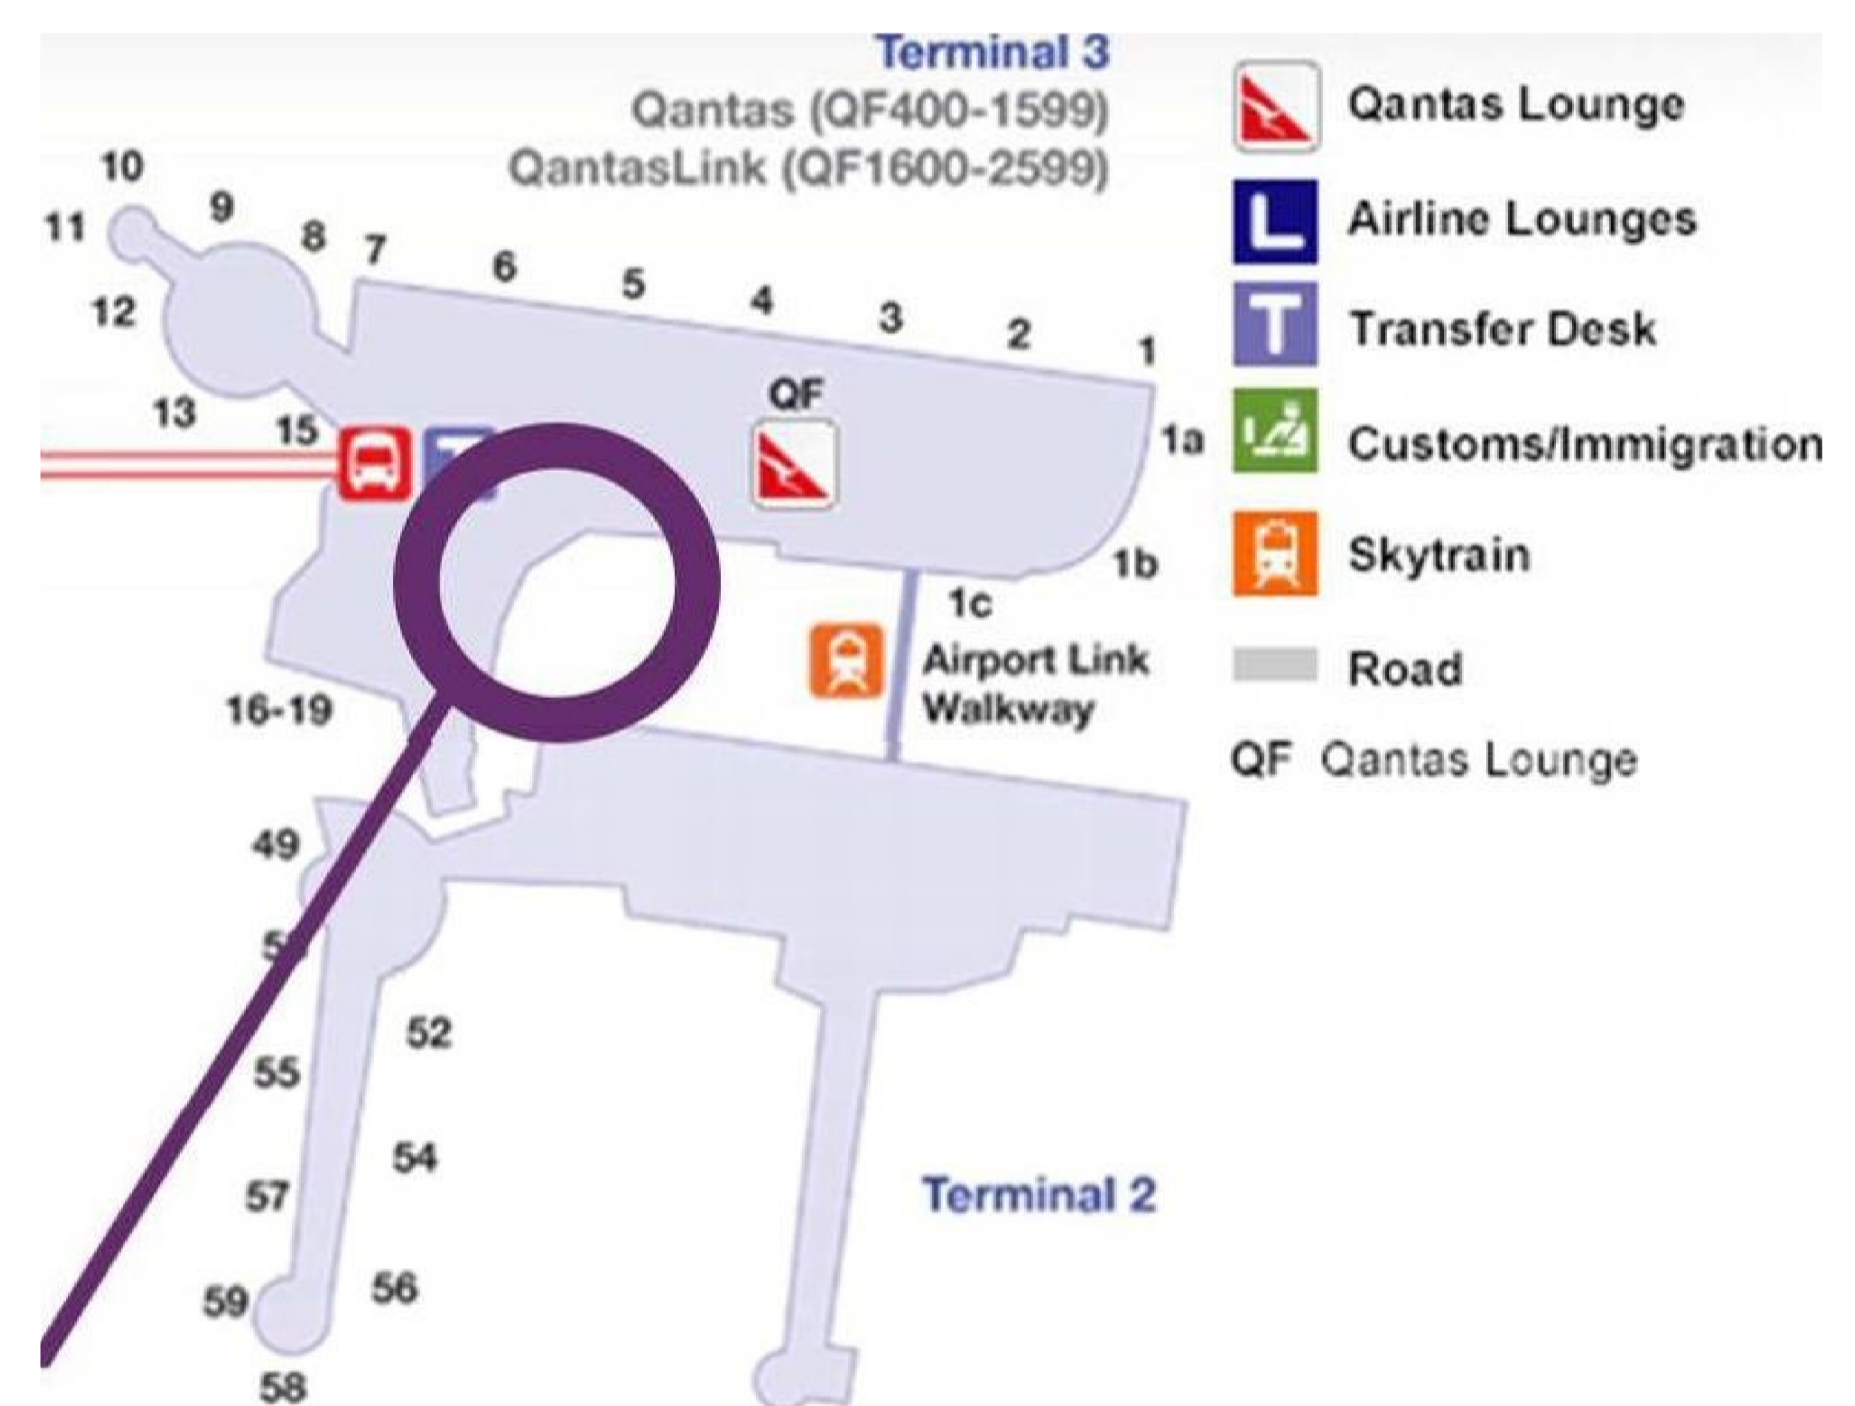 Terminal 3
Qantas (QF400-1599)
QantasLink (QF1600-2599)
10
11
9
8
7
6
5
4
3
2
1
12
13
15
QF
1a
1b
1c
Airport Link
Walkway
16-19
49
52
55
54
57
Terminal 2
59
56
58
Qantas Lounge
L Airline Lounges
T Transfer Desk
Customs/Immigration
Skytrain
Road
QF Qantas Lounge